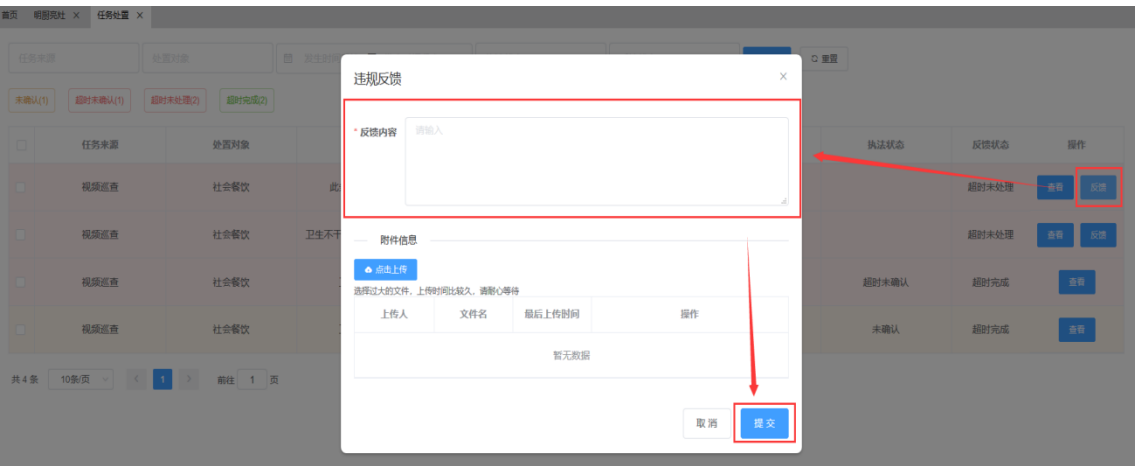 首页 明厨亮灶 × 任务处置 ×
任务来源 处置对象 发生时间 重置
未确认(1) 超时未确认(1) 超时未处理(2) 超时完成(2)
违规反馈 ×
* 反馈内容 请输入
任务来源 处置对象 执法状态 反馈状态 操作
视频巡查 社会餐饮 此 超时未处理 查看 反馈
视频巡查 社会餐饮 卫生不干 超时未处理 查看 反馈
视频巡查 社会餐饮 超时未确认 超时完成 查看
视频巡查 社会餐饮 未确认 超时完成 查看
附件信息
点击上传
选择过大的文件，上传时间比较久，请耐心等待
上传人 文件名 最后上传时间 操作
暂无数据
共 4 条 10条/页 < 1 > 前往 1 页
取 消 提 交